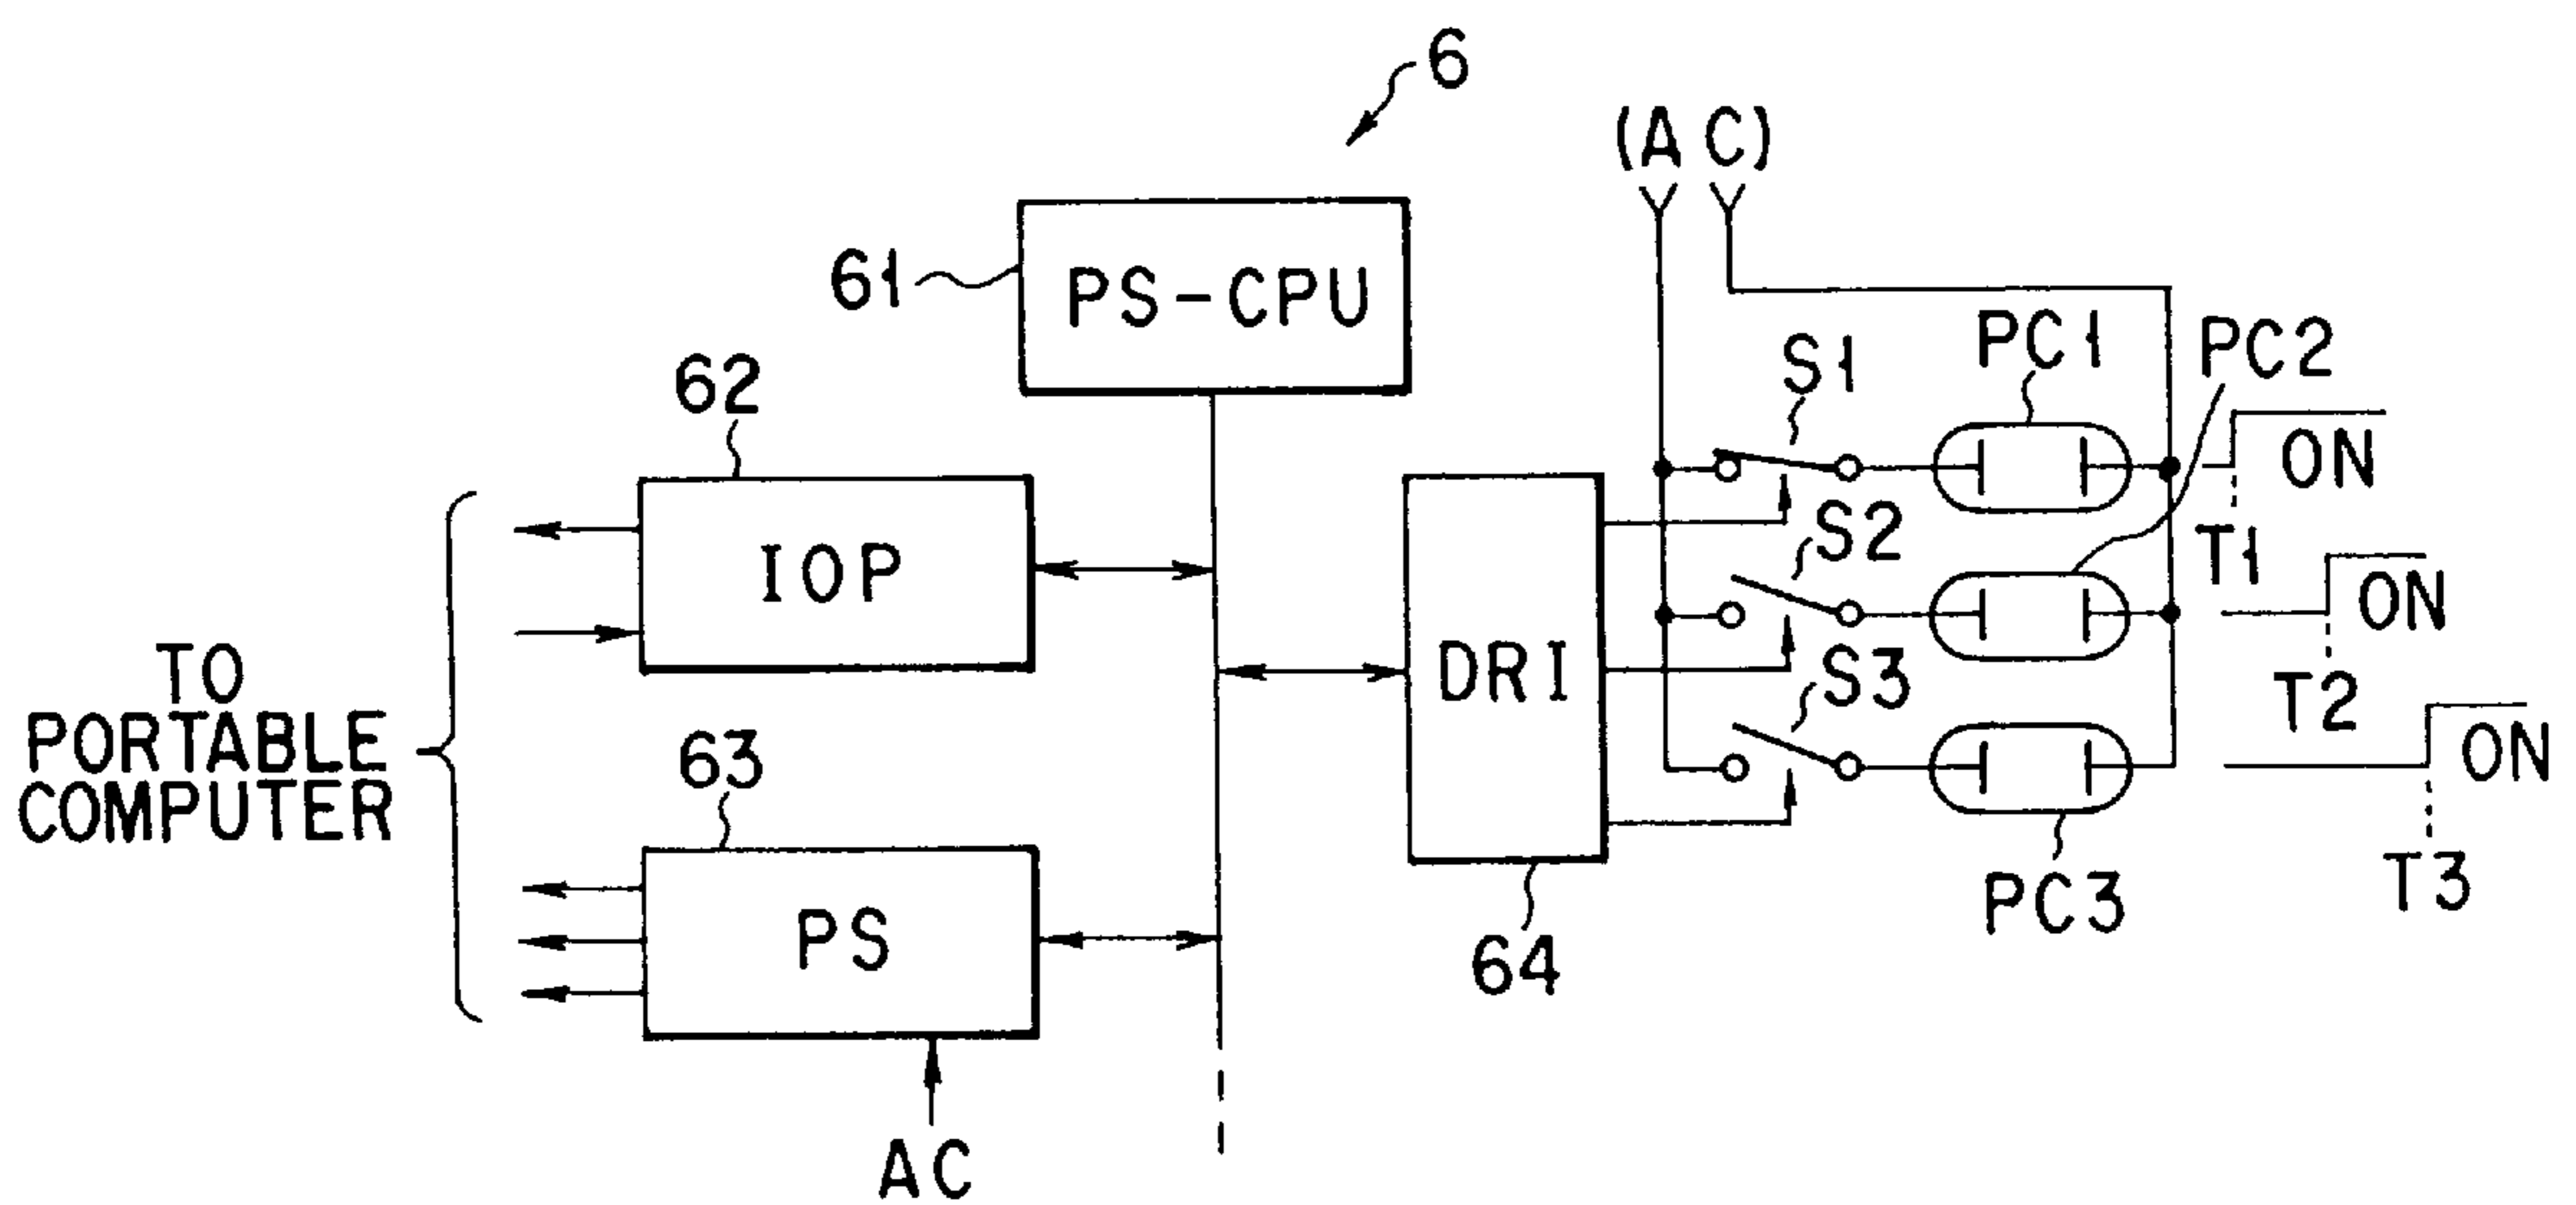 6
(AC)
61
PS-CPU
62
IOP
S1
PC1
PC2
ON
T1
S2
ON
T2
DRI
S3
ON
T3
PC3
64
TO
PORTABLE
COMPUTER
63
PS
AC